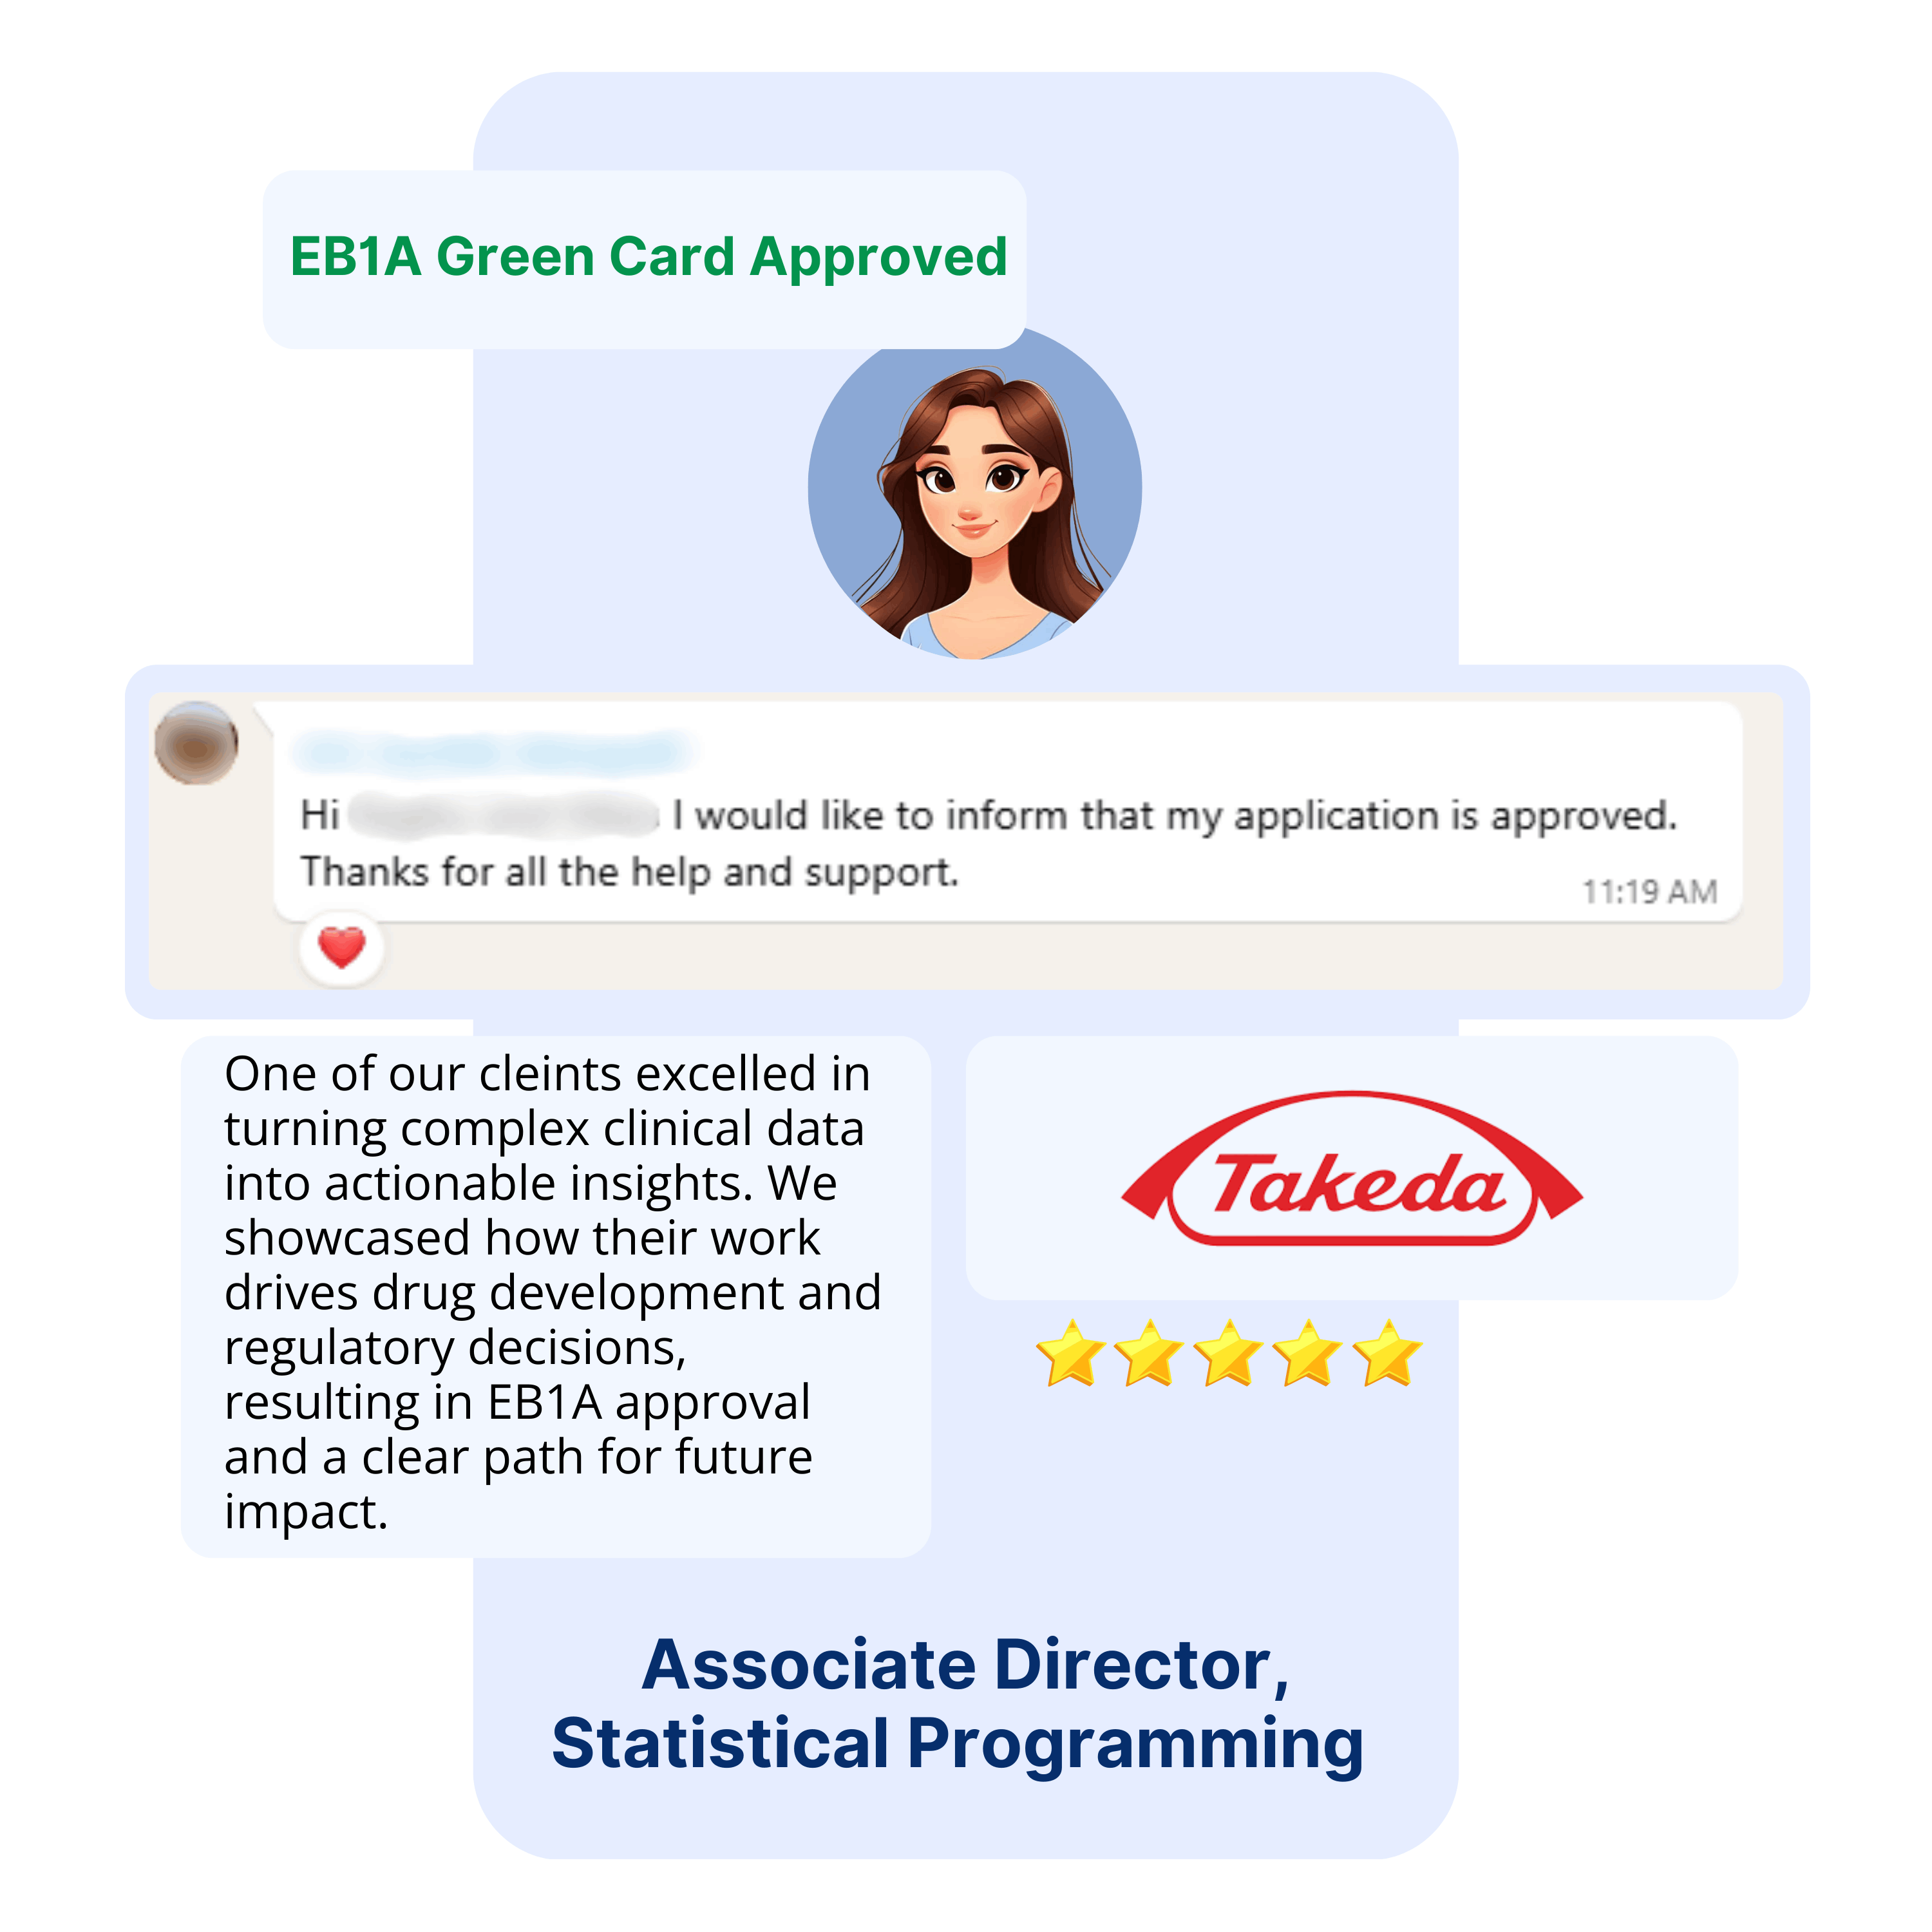 EB1A Green Card Approved
Hi I would like to inform that my application is approved.
Thanks for all the help and support.
11:19 AM
One of our cleints excelled in
turning complex clinical data
into actionable insights. We
showcased how their work
drives drug development and
regulatory decisions,
resulting in EB1A approval
and a clear path for future
impact.
Takeda
Associate Director,
Statistical Programming